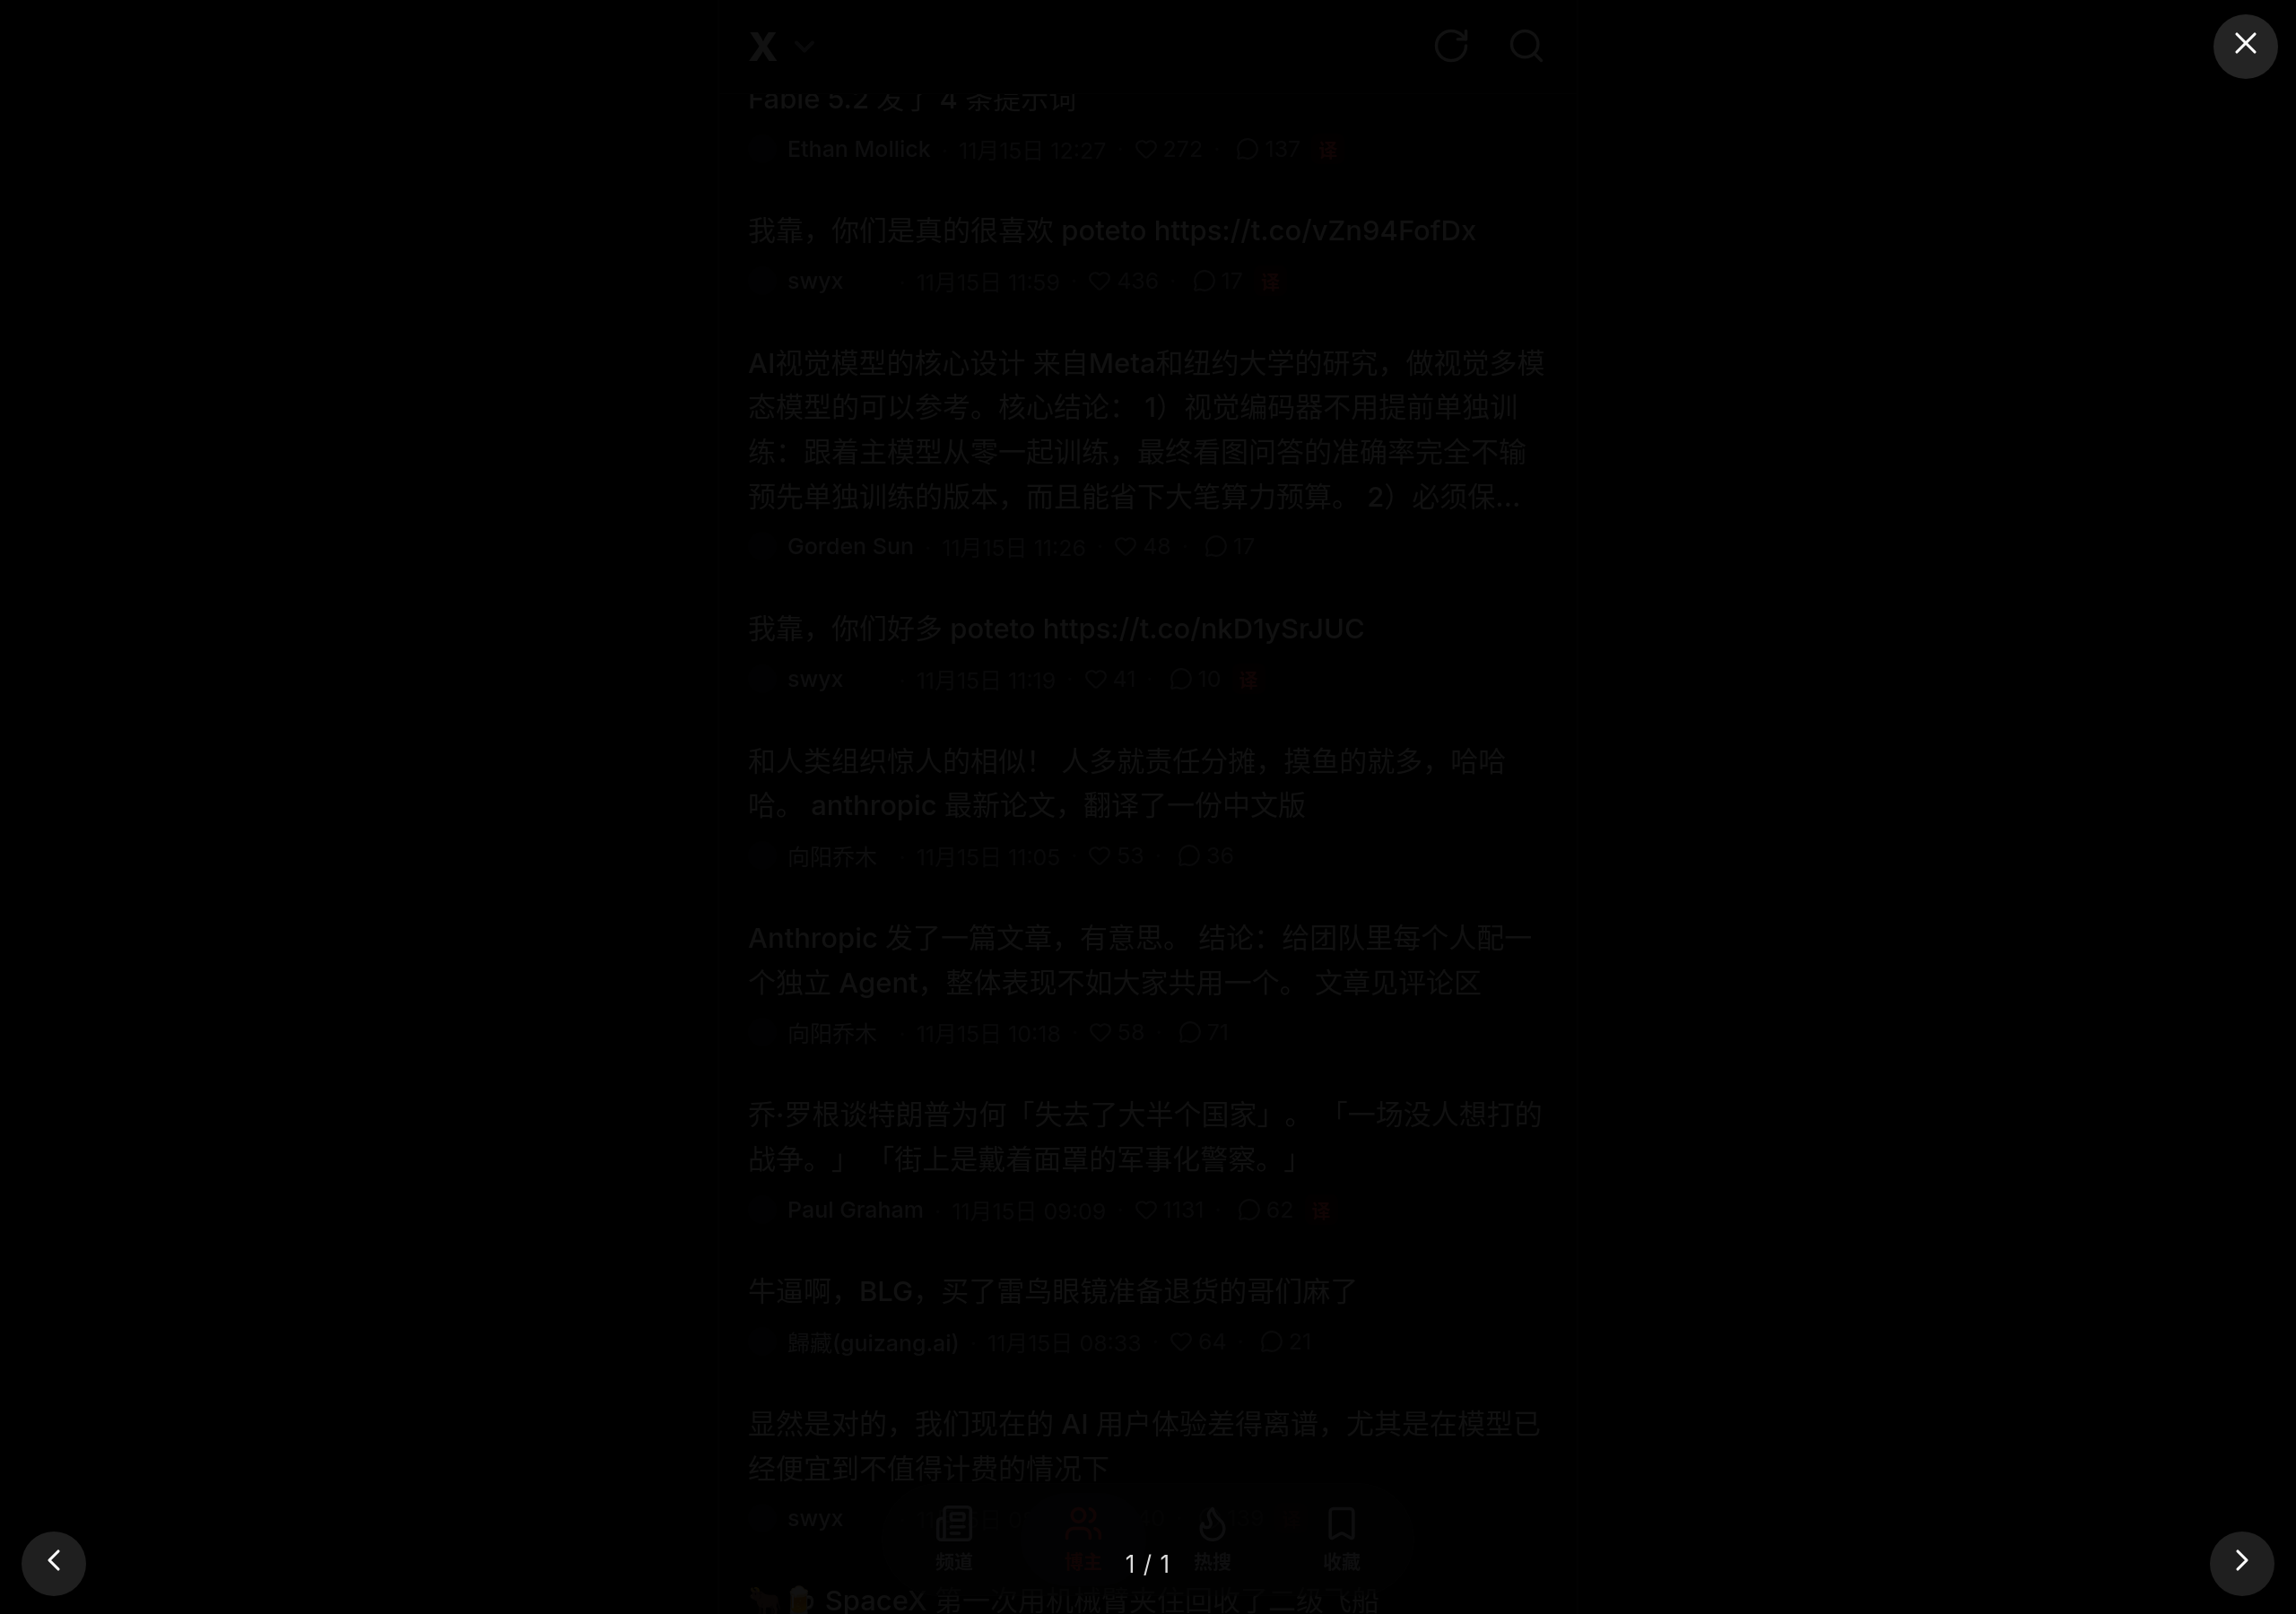 X
Fable 5.2 发了 4 条提示词
Ethan Mollick · 11月15日 12:27 · 272 · 137 译
我靠，你们是真的很喜欢 poteto https://t.co/vZn94FofDx
swyx · 11月15日 11:59 · 436 · 17 译
AI视觉模型的核心设计 来自Meta和纽约大学的研究，做视觉多模
态模型的可以参考。核心结论： 1）视觉编码器不用提前单独训
练：跟着主模型从零一起训练，最终看图问答的准确率完全不输
预先单独训练的版本，而且能省下大笔算力预算。 2）必须保...
Gorden Sun 11月15日 11:26 · 48 · 17
我靠，你们好多 poteto https://t.co/nkD1ySrJUC
swyx · 11月15日 11:19 · 41 · 10 译
和人类组织惊人的相似！ 人多就责任分摊，摸鱼的就多，哈哈
哈。 anthropic 最新论文，翻译了一份中文版
向阳乔木 · 11月15日 11:05 · 53 · 36
Anthropic 发了一篇文章，有意思。 结论：给团队里每个人配一
个独立 Agent，整体表现不如大家共用一个。 文章见评论区
向阳乔木 · 11月15日 10:18 · 58 · 71
乔·罗根谈特朗普为何「失去了大半个国家」。 「一场没人想打的
战争。」 「街上是戴着面罩的军事化警察。」
Paul Graham · 11月15日 09:09 · 1131 · 62 译
牛逼啊，BLG，买了雷鸟眼镜准备退货的哥们麻了
歸藏(guizang.ai) · 11月15日 08:33 · 64 · 21
显然是对的，我们现在的 AI 用户体验差得离谱，尤其是在模型已
经便宜到不值得计费的情况下
swyx
频道 博主 热搜 收藏
1 / 1
SpaceX 第一次用机械臂夹住回收了二级飞船